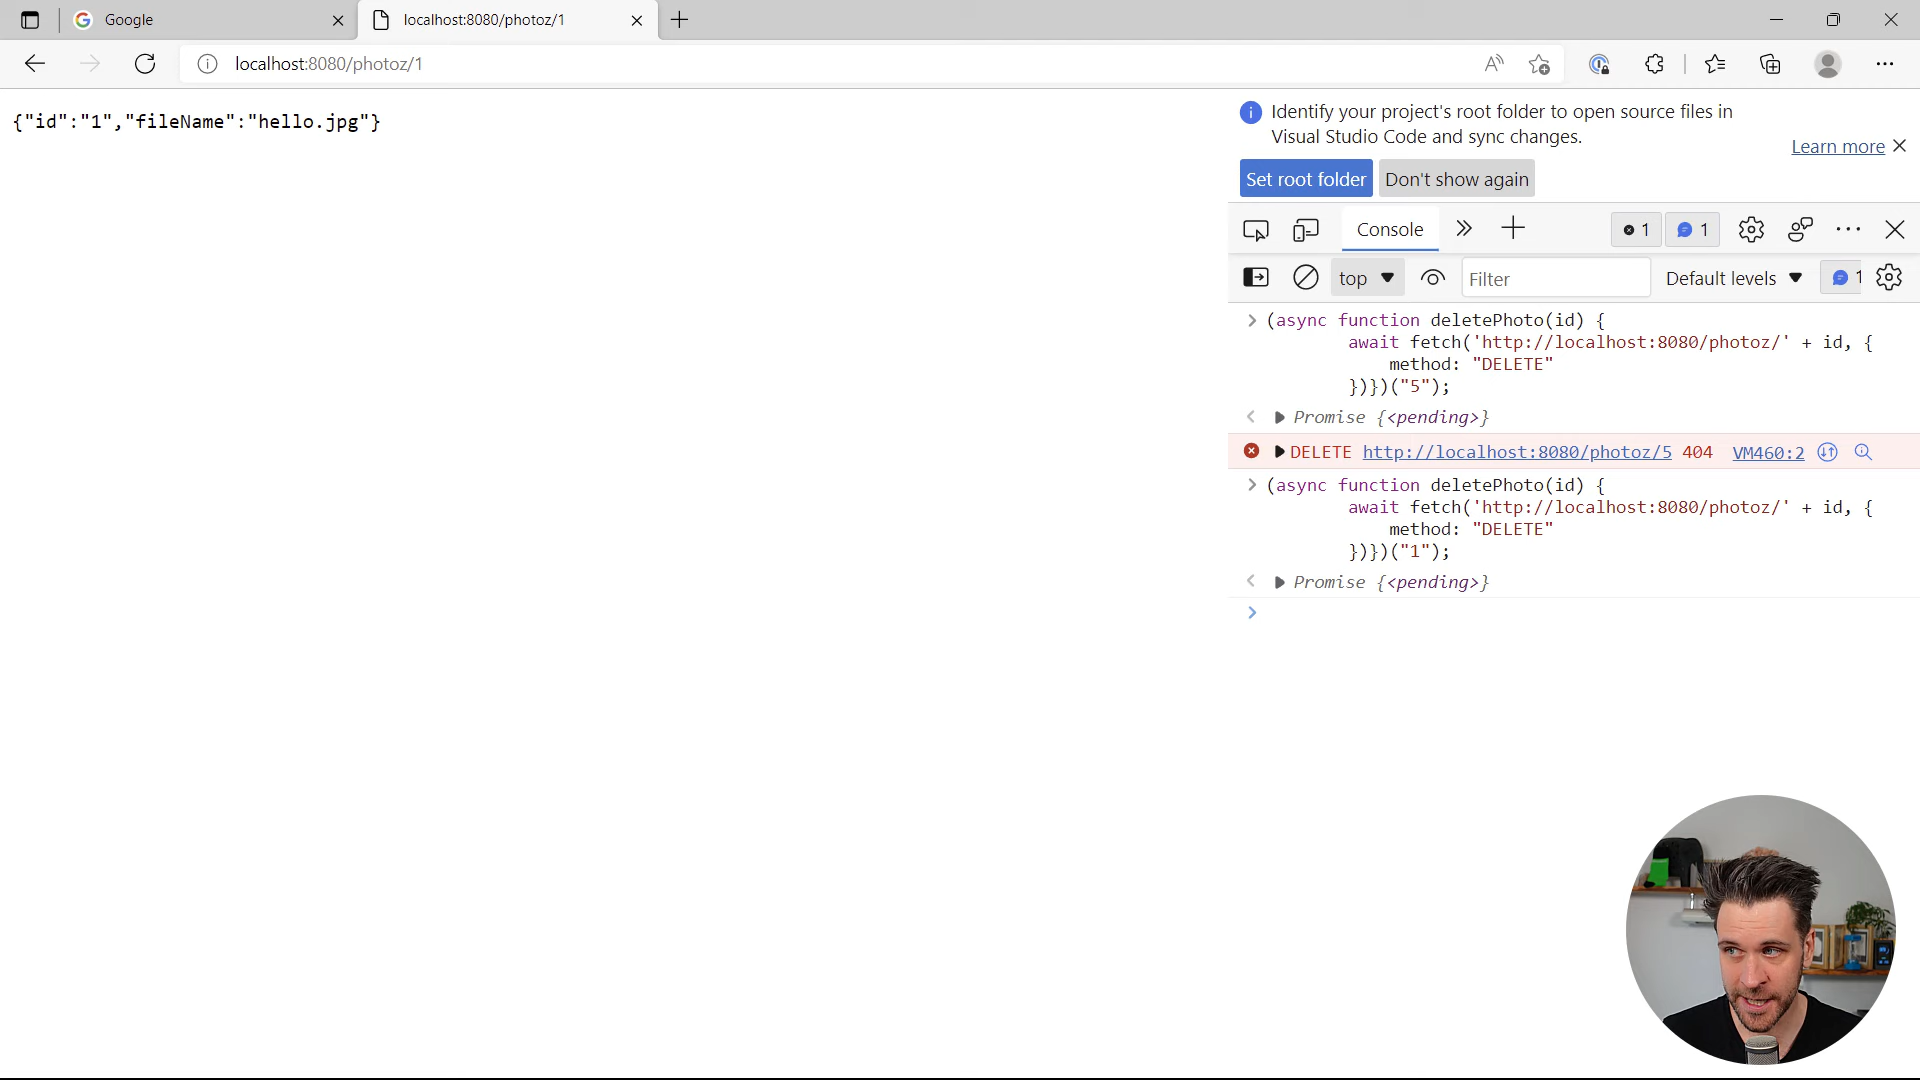 Google
localhost:8080/photoz/1
localhost:8080/photoz/1
{"id":"1","fileName":"hello.jpg"}
Identify your project's root folder to open source files in
Visual Studio Code and sync changes.
Learn more
Set root folder
Don't show again
Console
1
1
top
Filter
Default levels
1
(async function deletePhoto(id) {
await fetch('http://localhost:8080/photoz/' + id, {
method: "DELETE"
})})("5");
Promise {<pending>}
DELETE http://localhost:8080/photoz/5 404 VM460:2
(async function deletePhoto(id) {
await fetch('http://localhost:8080/photoz/' + id, {
method: "DELETE"
})})("1");
Promise {<pending>}